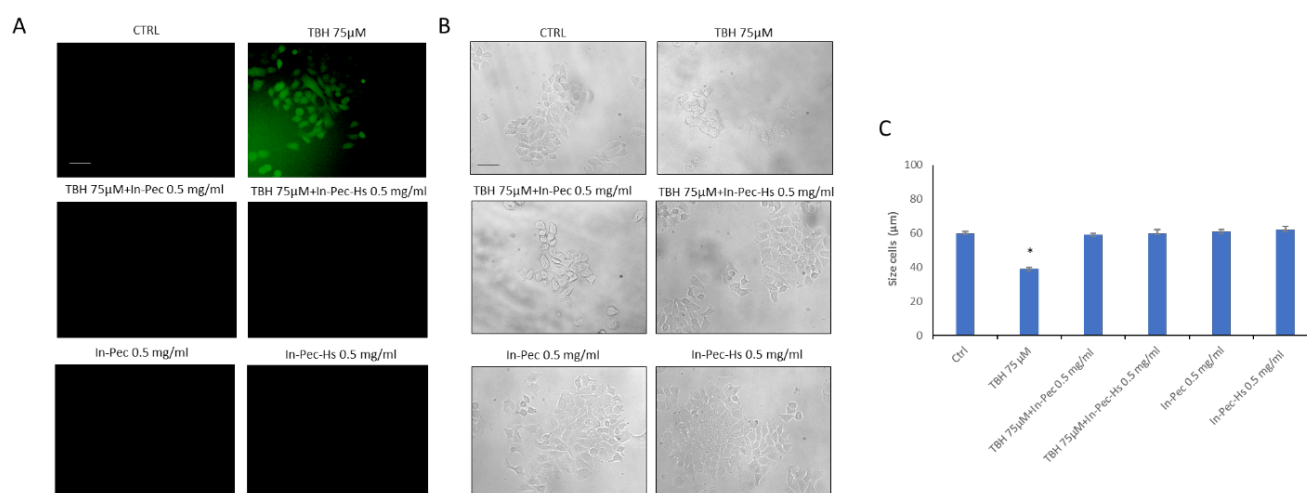 A
CTRL
TBH 75µM
TBH 75µM+In-Pec 0.5 mg/ml
TBH 75µM+In-Pec-Hs 0.5 mg/ml
In-Pec 0.5 mg/ml
In-Pec-Hs 0.5 mg/ml
B
CTRL
TBH 75µM
TBH 75µM+In-Pec 0.5 mg/ml
TBH 75µM+In-Pec-Hs 0.5 mg/ml
In-Pec 0.5 mg/ml
In-Pec-Hs 0.5 mg/ml
C
Size cells (µm)
100
80
60
40
20
0
*
Ctrl
TBH 75 µM
TBH 75µM+In-Pec 0.5 mg/ml)
TBH 75µM+In-Pec-Hs 0.5 mg/ml)
In-Pec 0.5 mg/ml)
In-Pec-Hs 0.5 mg/ml)